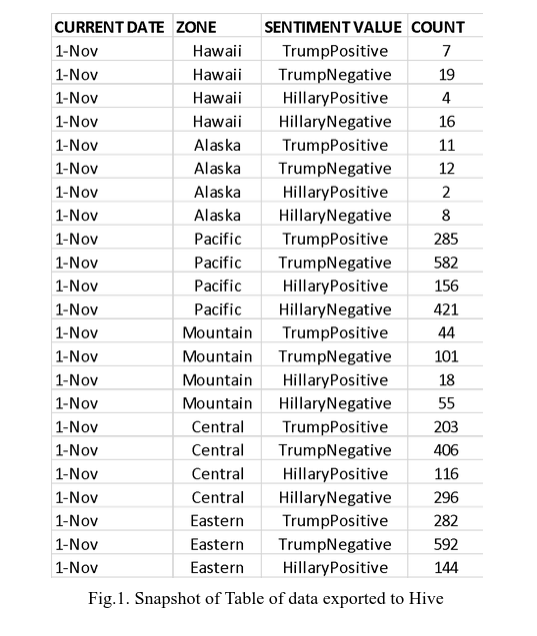 CURRENT DATE ZONE SENTIMENT VALUE COUNT
1-Nov Hawaii TrumpPositive 7
1-Nov Hawaii TrumpNegative 19
1-Nov Hawaii HillaryPositive 4
1-Nov Hawaii HillaryNegative 16
1-Nov Alaska TrumpPositive 11
1-Nov Alaska TrumpNegative 12
1-Nov Alaska HillaryPositive 2
1-Nov Alaska HillaryNegative 8
1-Nov Pacific TrumpPositive 285
1-Nov Pacific TrumpNegative 582
1-Nov Pacific HillaryPositive 156
1-Nov Pacific HillaryNegative 421
1-Nov Mountain TrumpPositive 44
1-Nov Mountain TrumpNegative 101
1-Nov Mountain HillaryPositive 18
1-Nov Mountain HillaryNegative 55
1-Nov Central TrumpPositive 203
1-Nov Central TrumpNegative 406
1-Nov Central HillaryPositive 116
1-Nov Central HillaryNegative 296
1-Nov Eastern TrumpPositive 282
1-Nov Eastern TrumpNegative 592
1-Nov Eastern HillaryPositive 144
Fig.1. Snapshot of Table of data exported to Hive